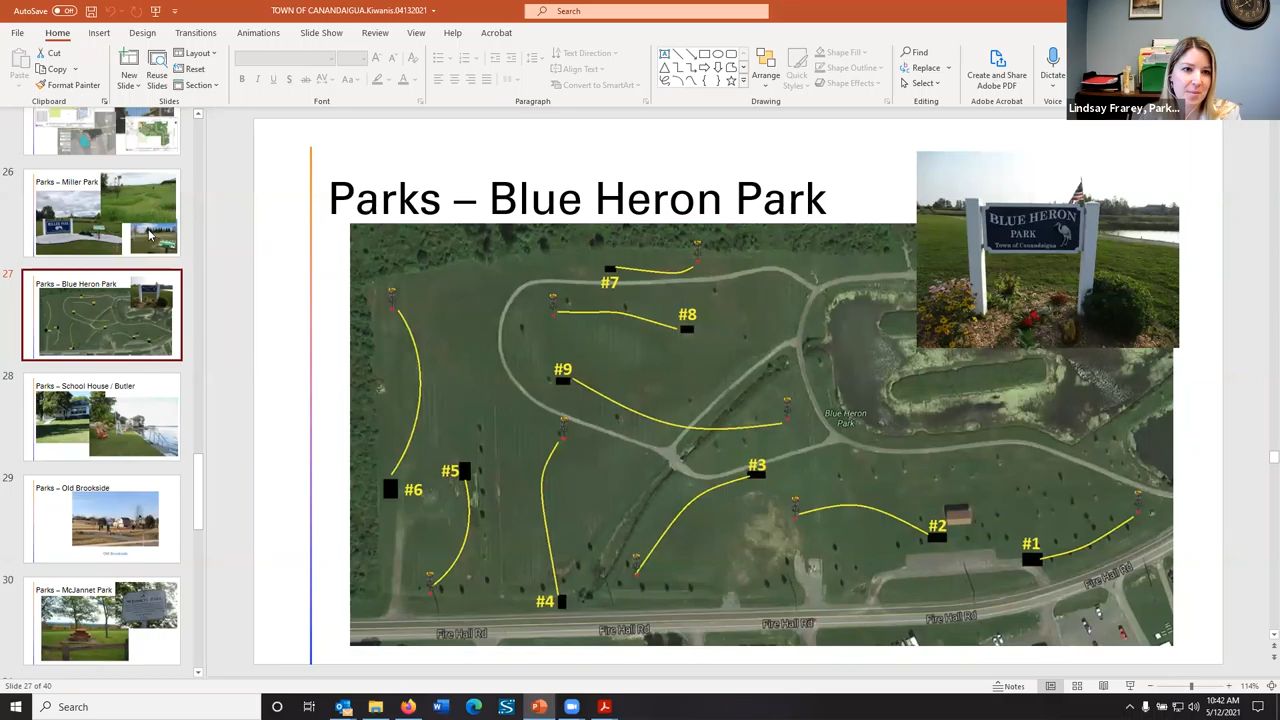 AutoSave Off
TOWN OF CANANDAIGUA.Kiwanis.04132021
Search
File Home Insert Design Transitions Animations Slide Show Review View Help Acrobat
Paste
Cut
Copy
Format Painter
Clipboard
New Slide
Reuse Slides
Layout
Reset
Section
Slides
B I U S AV Aa
Font
Text Direction
Align Text
Convert to SmartArt
Paragraph
Arrange
Quick Styles
Shape Fill
Shape Outline
Shape Effects
Drawing
Find
Replace
Select
Editing
Create and Share Adobe PDF
Adobe Acrobat
Dictate
Voice
Lindsay Frarey, Park...
26
Parks – Miller Park
27
Parks – Blue Heron Park
28
Parks – School House / Butler
29
Parks – Old Brookside
Old Brookside
30
Parks – McJannet Park
Parks – Blue Heron Park
BLUE HERON
PARK
Town of Canandaigua
#7
#8
#9
Blue Heron
Park
#3
#5
#6
#2
#1
#4
Fire Hall Rd
Fire Hall Rd
Fire Hall Rd
Fire Hall Rd
Fire Hall Rd
Slide 27 of 40
Notes
114%
Search
10:42 AM
5/12/2021